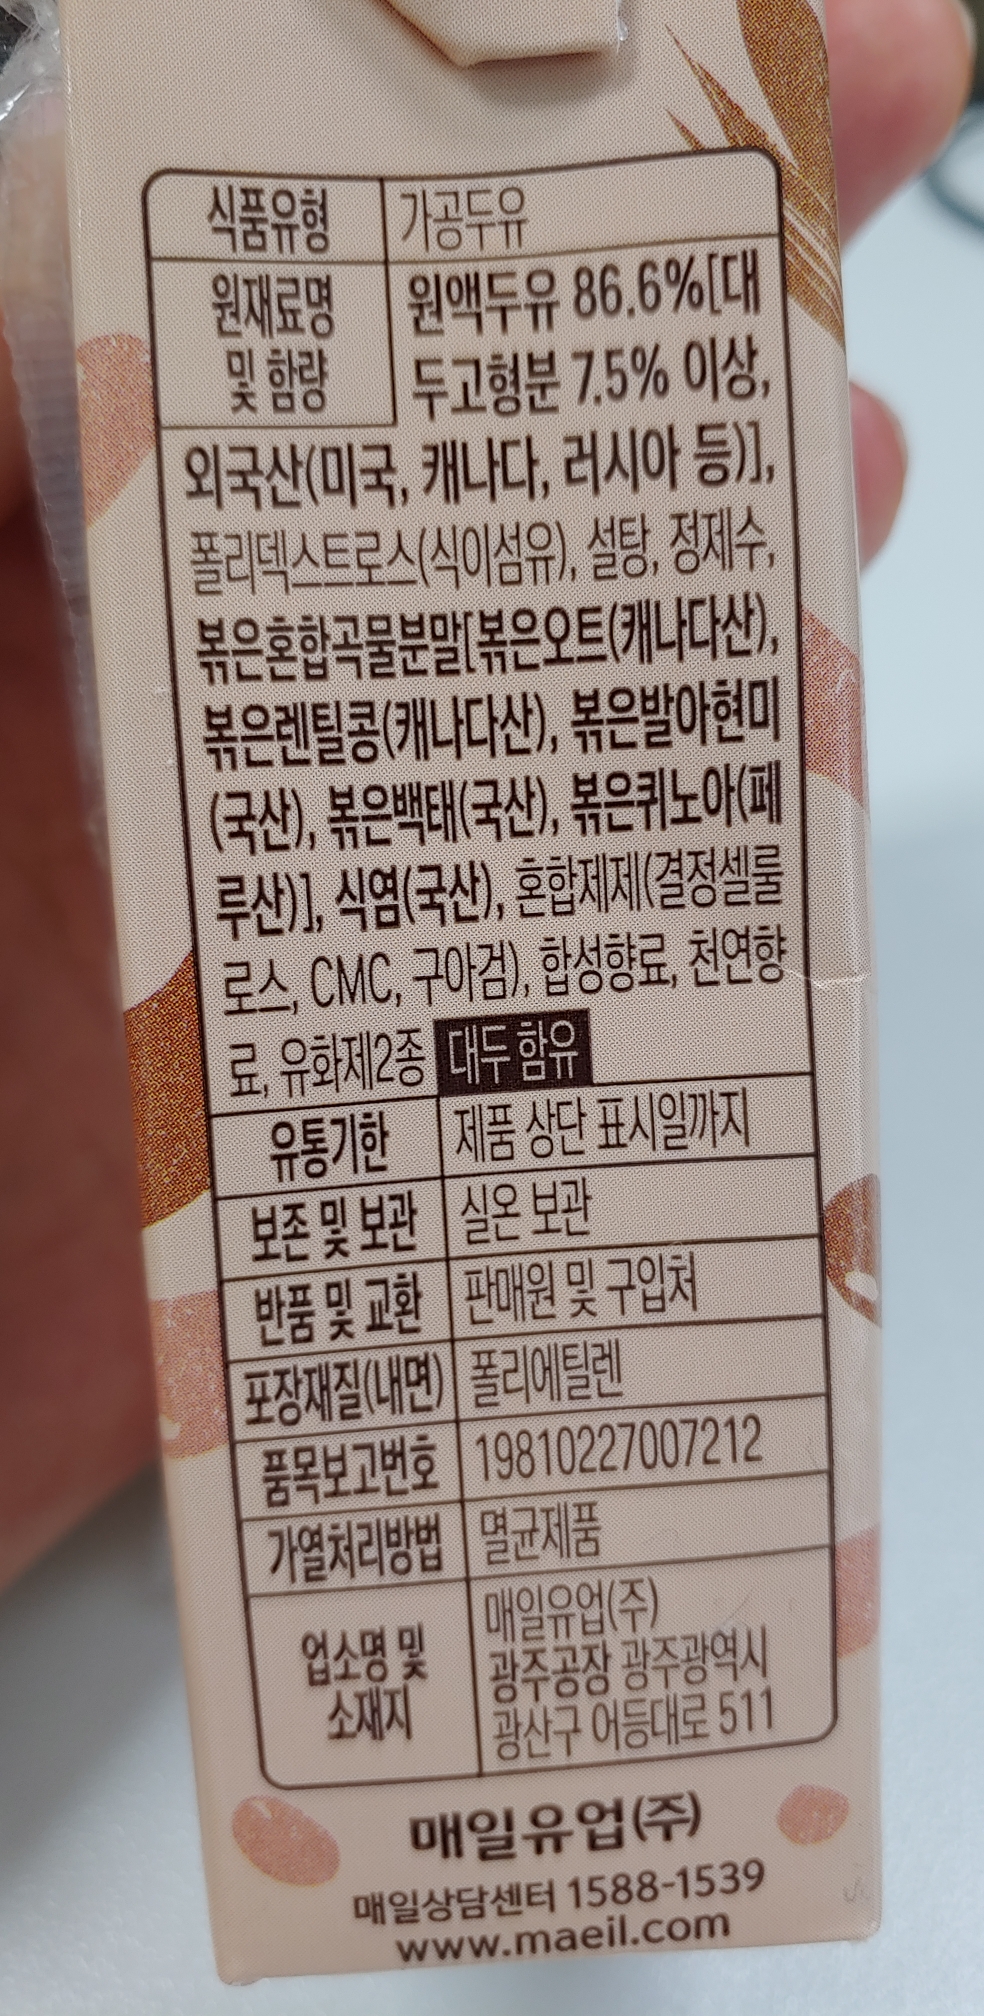 식품유형 가공두유
원재료명 및 함량 원액두유 86.6%[대
두고형분 7.5% 이상,
외국산(미국, 캐나다, 러시아 등)],
폴리덱스트로스(식이섬유), 설탕, 정제수,
볶은혼합곡물분말[볶은오트(캐나다산),
볶은렌틸콩(캐나다산), 볶은발아현미
(국산), 볶은백태(국산), 볶은퀴노아(페
루산)], 식염(국산), 혼합제제(결정셀룰
로스, CMC, 구아검), 합성향료, 천연향
료, 유화제2종 대두 함유
유통기한 제품 상단 표시일까지
보존 및 보관 실온 보관
반품 및 교환 판매원 및 구입처
포장재질(내면) 폴리에틸렌
품목보고번호 19810227007212
가열처리방법 멸균제품
업소명 및 소재지 매일유업(주)
광주공장 광주광역시
광산구 어등대로 511
매일유업(주)
매일상담센터 1588-1539
www.maeil.com